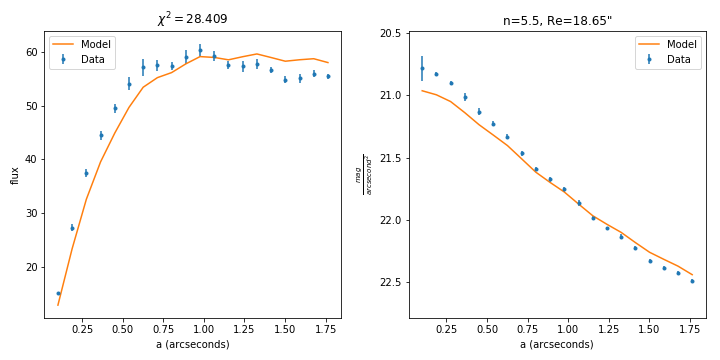 χ² = 28.409
Model
Data
60
50
40
30
20
flux
0.25 0.50 0.75 1.00 1.25 1.50 1.75
a (arcseconds)
n=5.5, Re=18.65"
Model
Data
20.5
21.0
21.5
22.0
22.5
mag
arcsecond²
0.25 0.50 0.75 1.00 1.25 1.50 1.75
a (arcseconds)